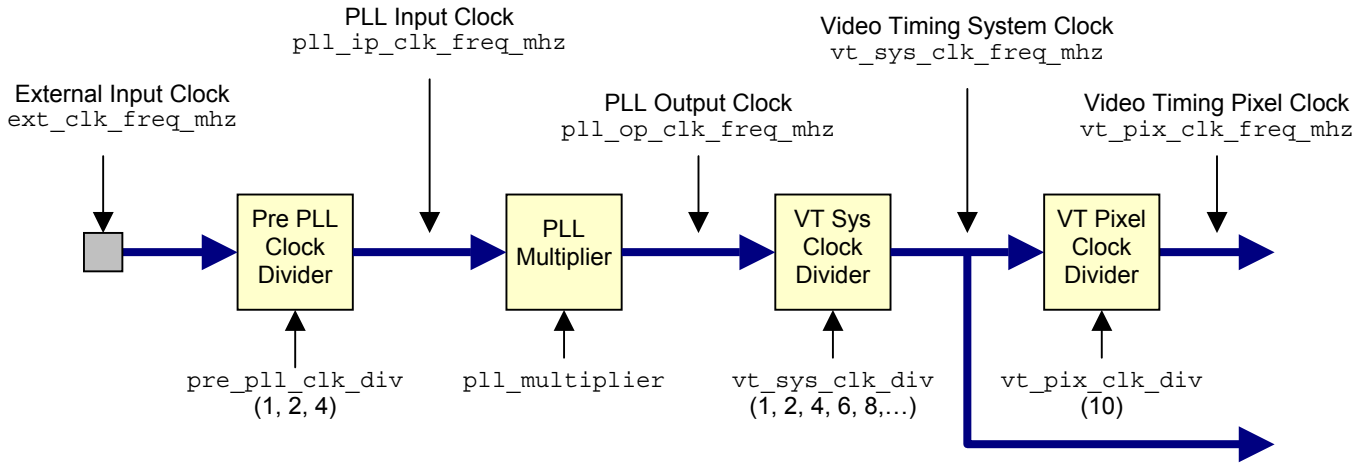 PLL Input Clock
pll_ip_clk_freq_mhz
Video Timing System Clock
vt_sys_clk_freq_mhz
External Input Clock
ext_clk_freq_mhz
PLL Output Clock
pll_op_clk_freq_mhz
Video Timing Pixel Clock
vt_pix_clk_freq_mhz
Pre PLL
Clock
Divider
PLL
Multiplier
VT Sys
Clock
Divider
VT Pixel
Clock
Divider
pre_pll_clk_div
(1, 2, 4)
pll_multiplier
vt_sys_clk_div
(1, 2, 4, 6, 8,…)
vt_pix_clk_div
(10)